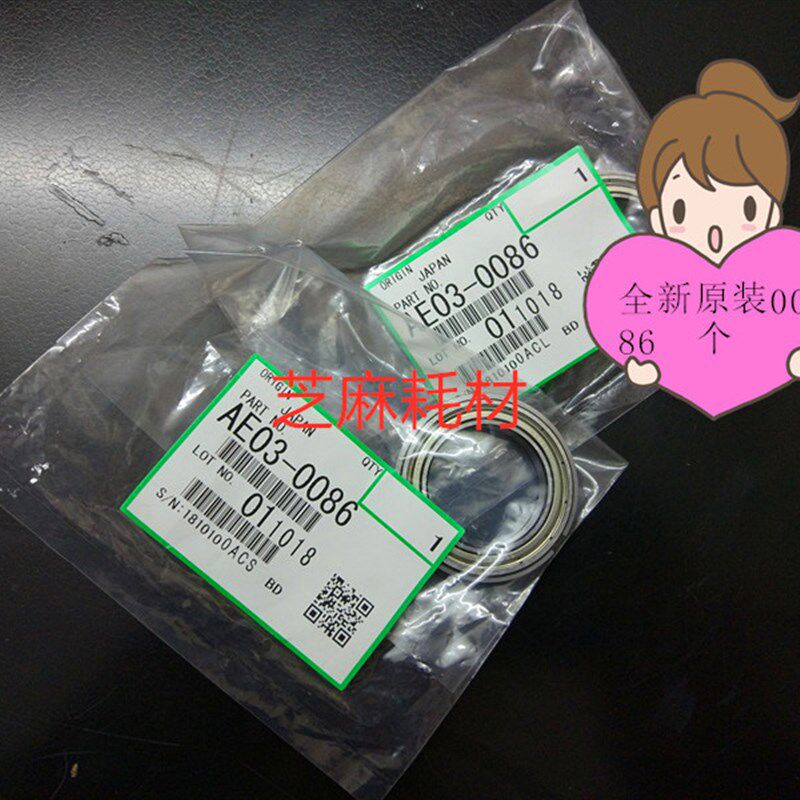 ORIGIN JAPAN
QTY 1
PART NO.
AE03-0086
LOT NO. 011018
1810100ACL BD
全新原装00
86 个
芝麻耗材
ORIGIN JAPAN
PART NO.
QTY 1
AE03-0086
LOT NO.
011018
S/N:1810100ACS BD